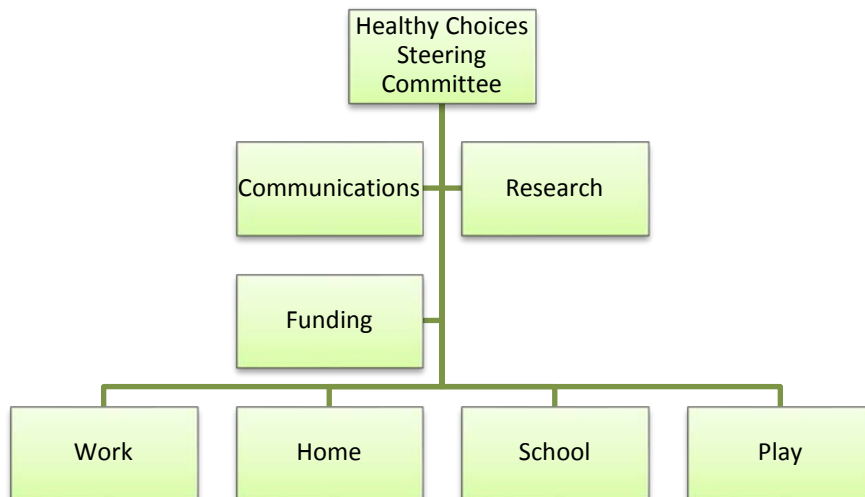 Healthy Choices
Steering
Committee
Communications
Research
Funding
Work
Home
School
Play